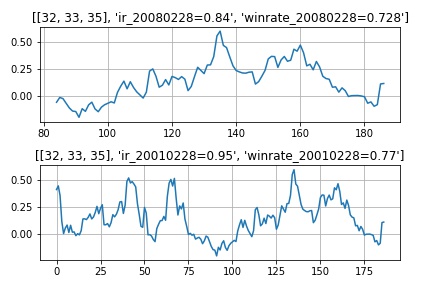 [[32, 33, 35], 'ir_20080228=0.84', 'winrate_20080228=0.728']
0.50
0.25
0.00
80 100 120 140 160 180
[[32, 33, 35], 'ir_20010228=0.95', 'winrate_20010228=0.77']
0.50
0.25
0.00
0 25 50 75 100 125 150 175